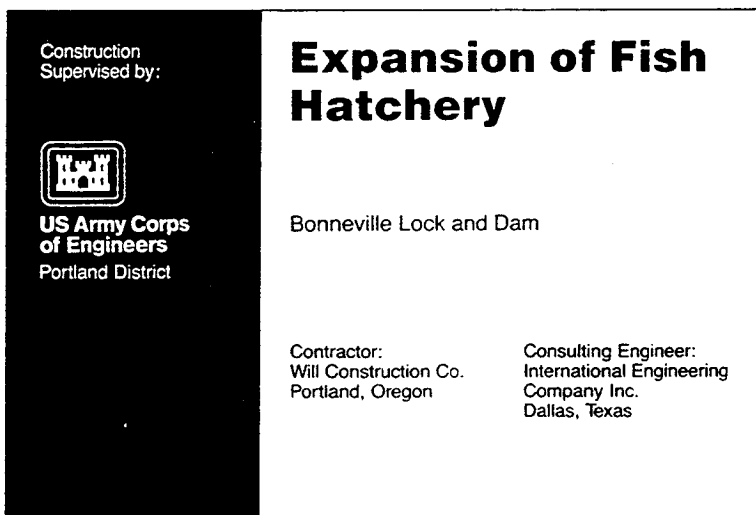 Construction
Supervised by:
US Army Corps
of Engineers
Portland District
Expansion of Fish
Hatchery
Bonneville Lock and Dam
Contractor:
Will Construction Co.
Portland, Oregon
Consulting Engineer:
International Engineering
Company Inc.
Dallas, Texas